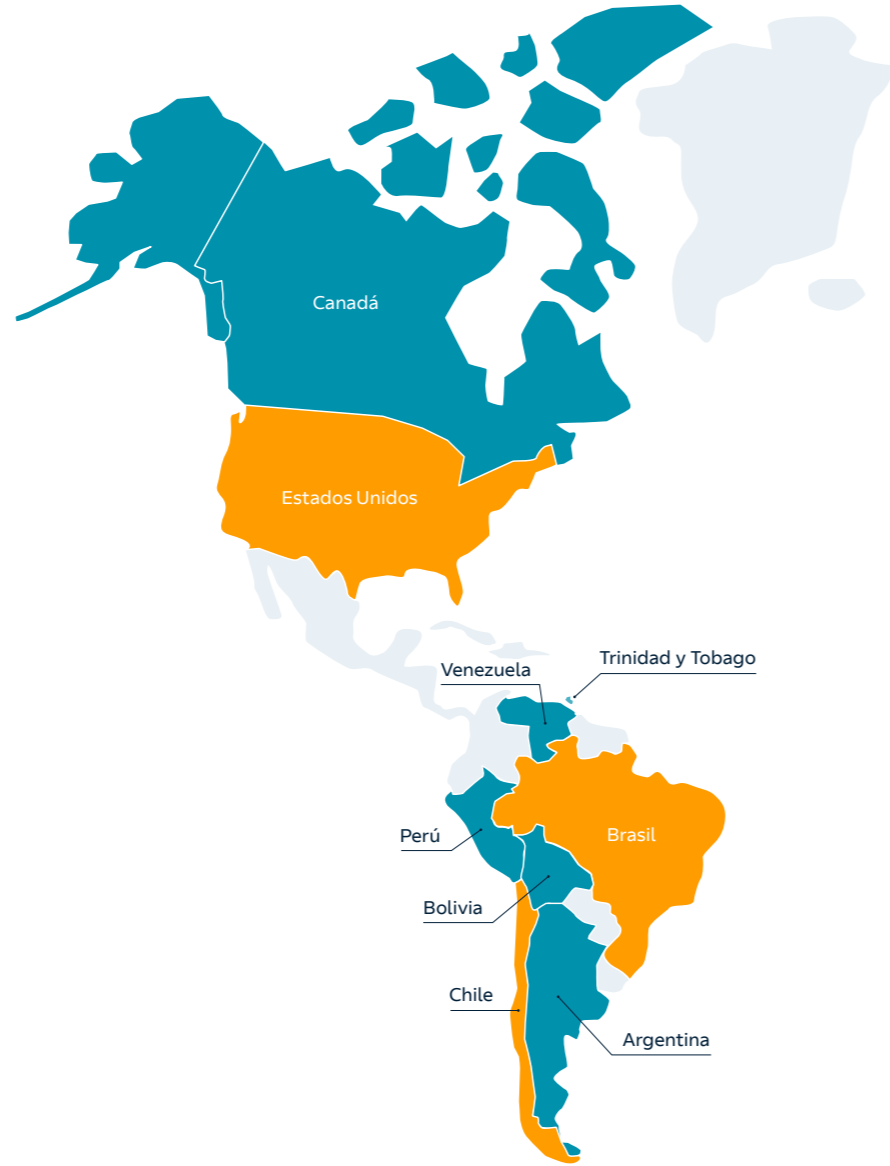 Canadá
Estados Unidos
Trinidad y Tobago
Venezuela
Perú
Brasil
Bolivia
Chile
Argentina